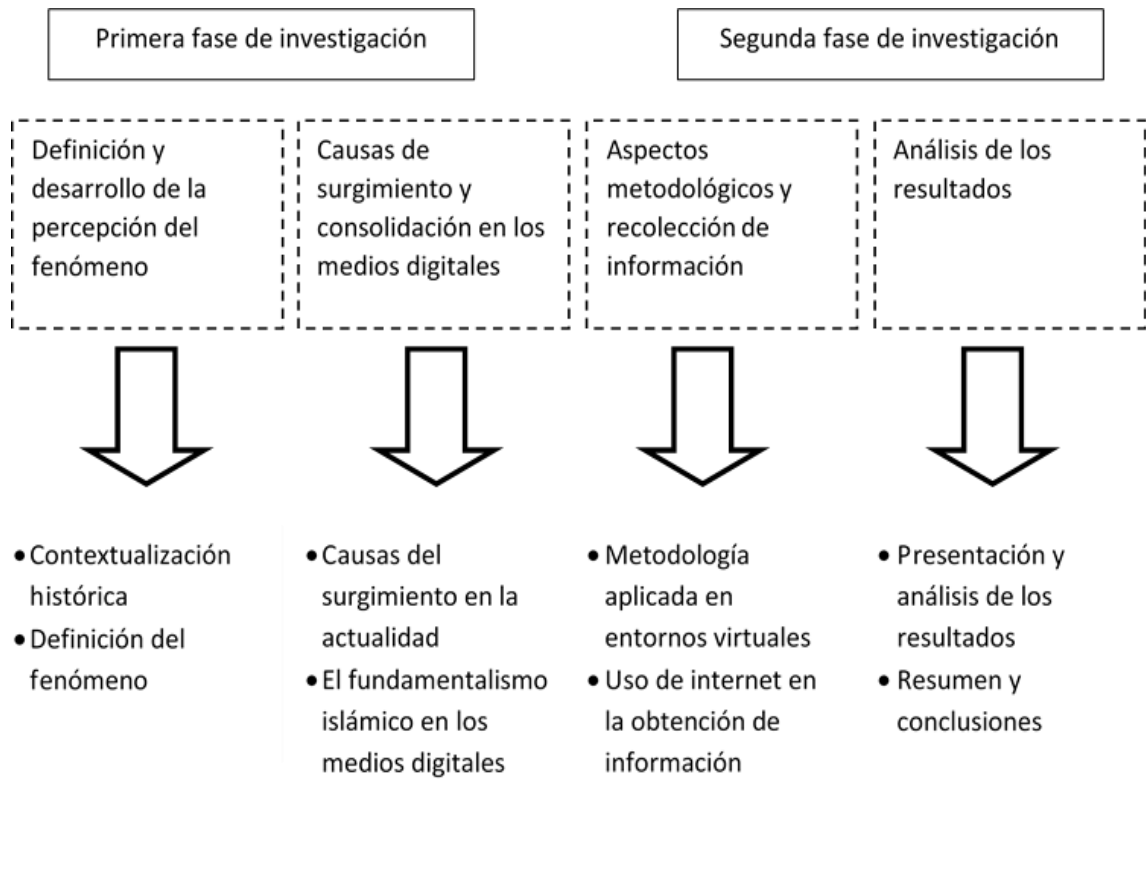 Primera fase de investigación
Segunda fase de investigación
Definición y
desarrollo de la
percepción del
fenómeno
Causas de
surgimiento y
consolidación en los
medios digitales
Aspectos
metodológicos y
recolección de
información
Análisis de los
resultados
• Contextualización
histórica
• Definición del
fenómeno
• Causas del
surgimiento en la
actualidad
• El fundamentalismo
islámico en los
medios digitales
• Metodología
aplicada en
entornos virtuales
• Uso de internet en
la obtención de
información
• Presentación y
análisis de los
resultados
• Resumen y
conclusiones